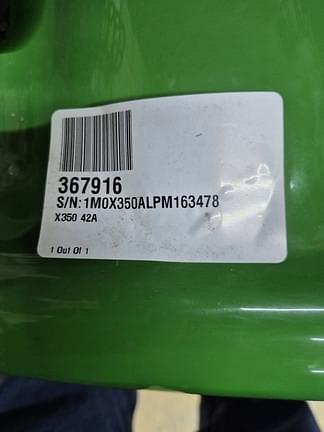 367916
S/N:1M0X350ALPM163478
X350 42A
1 Out Of 1